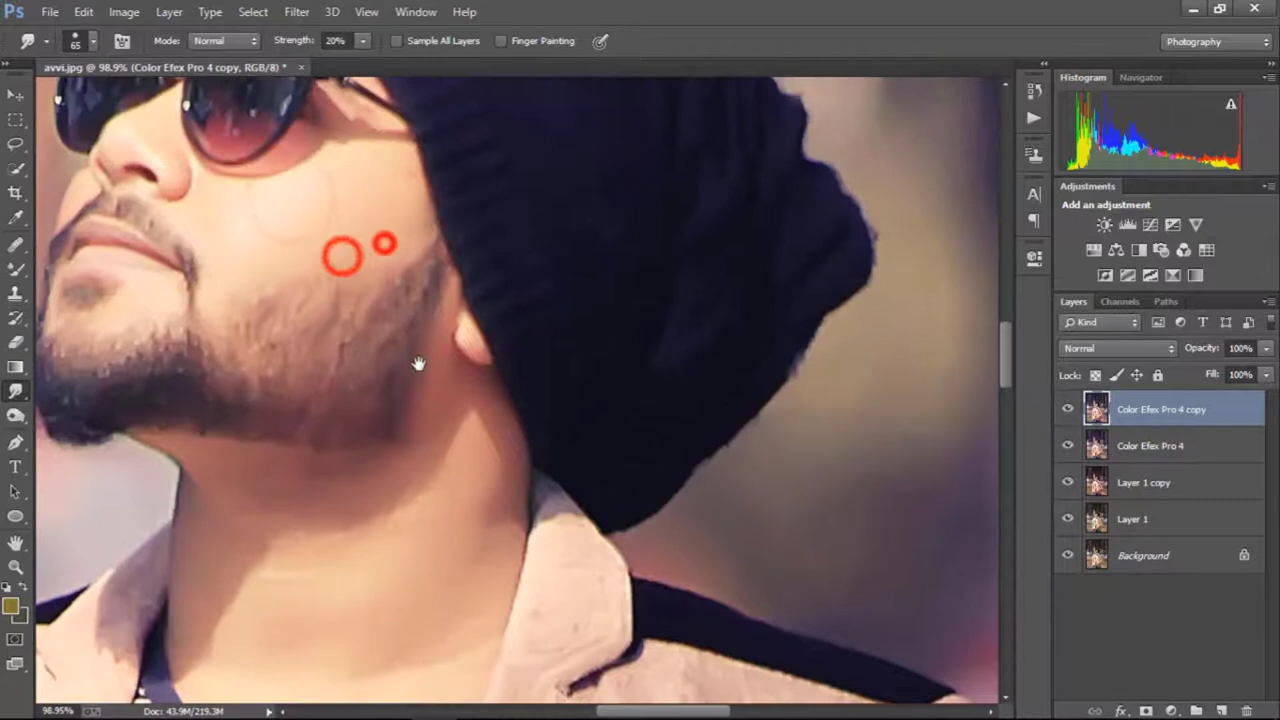 Ps File Edit Image Layer Type Select Filter 3D View Window Help
65 Mode: Normal Strength: 20% Sample All Layers Finger Painting Photography
avvi.jpg @ 98.9% (Color Efex Pro 4 copy, RGB/8) * ×
Histogram Navigator
Adjustments
Add an adjustment
Layers Channels Paths
Kind
Normal Opacity: 100%
Lock: Fill: 100%
Color Efex Pro 4 copy
Color Efex Pro 4
Layer 1 copy
Layer 1
Background
98.95% Doc: 43.9M/219.3M